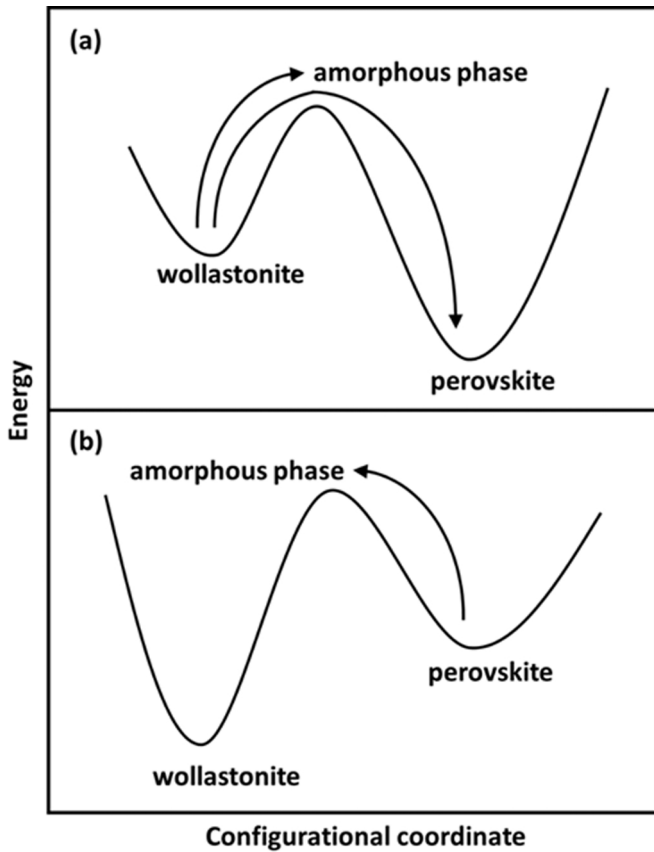 (a)
amorphous phase
wollastonite
perovskite
Energy
(b)
amorphous phase
perovskite
wollastonite
Configurational coordinate